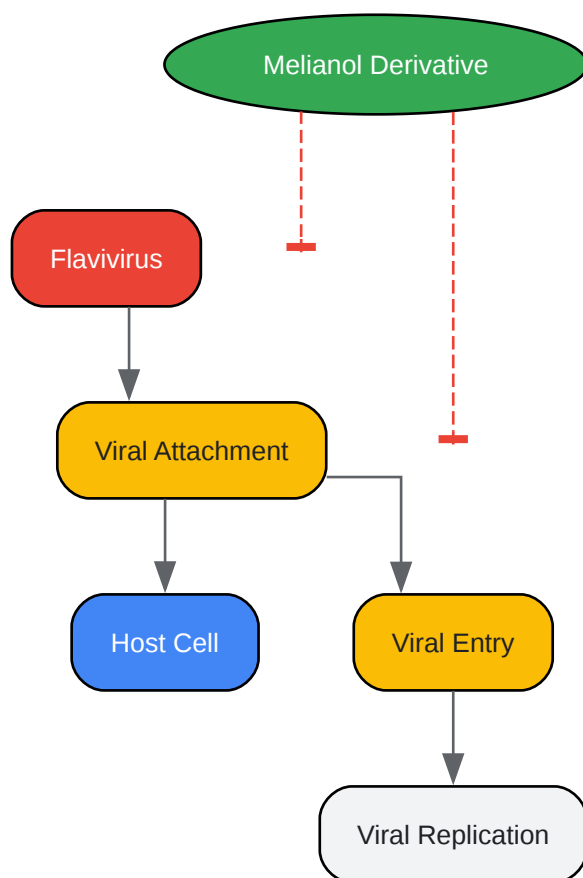 Melianol Derivative
Flavivirus
Viral Attachment
Host Cell
Viral Entry
Viral Replication